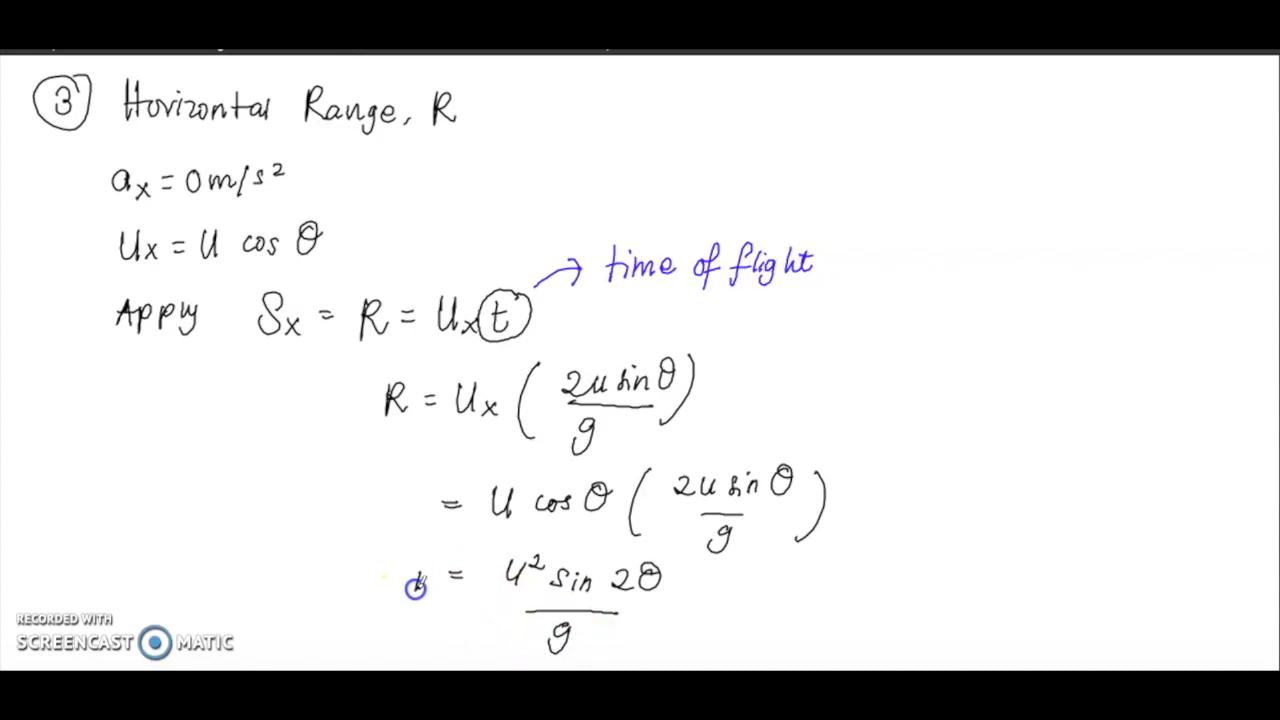 ③ Horizontal Range, R
aₓ = 0 m/s²
uₓ = u cos θ
time of flight
Apply Sₓ = R = uₓt
R = uₓ ( 2u sin θ / g )
= u cos θ ( 2u sin θ / g )
= u² sin 2θ / g
RECORDED WITH
SCREENCAST MATIC